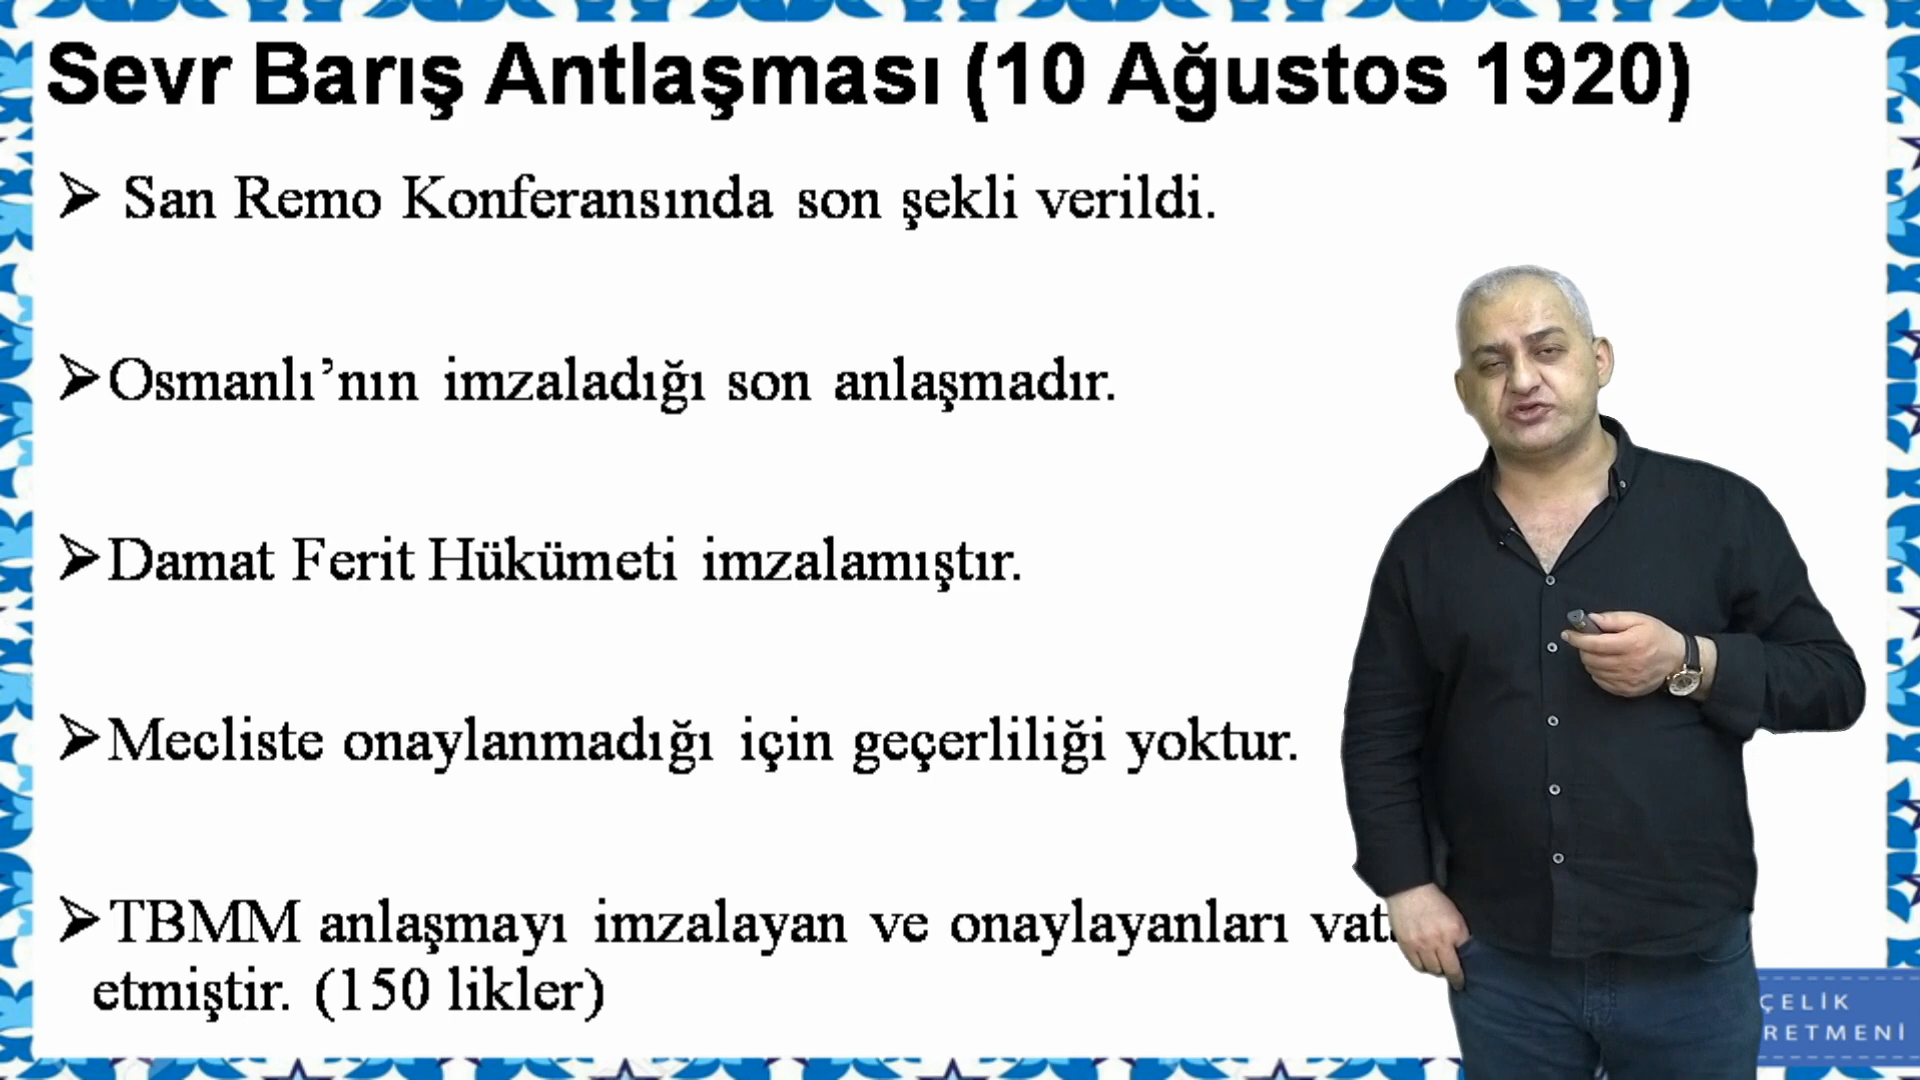 Sevr Barış Antlaşması (10 Ağustos 1920)
➢ San Remo Konferansında son şekli verildi.
➢Osmanlı’nın imzaladığı son anlaşmadır.
➢Damat Ferit Hükümeti imzalamıştır.
➢Mecliste onaylanmadığı için geçerliliği yoktur.
➢TBMM anlaşmayı imzalayan ve onaylayanları
etmiştir. (150 likler)
ÇELİK
RETMENİ